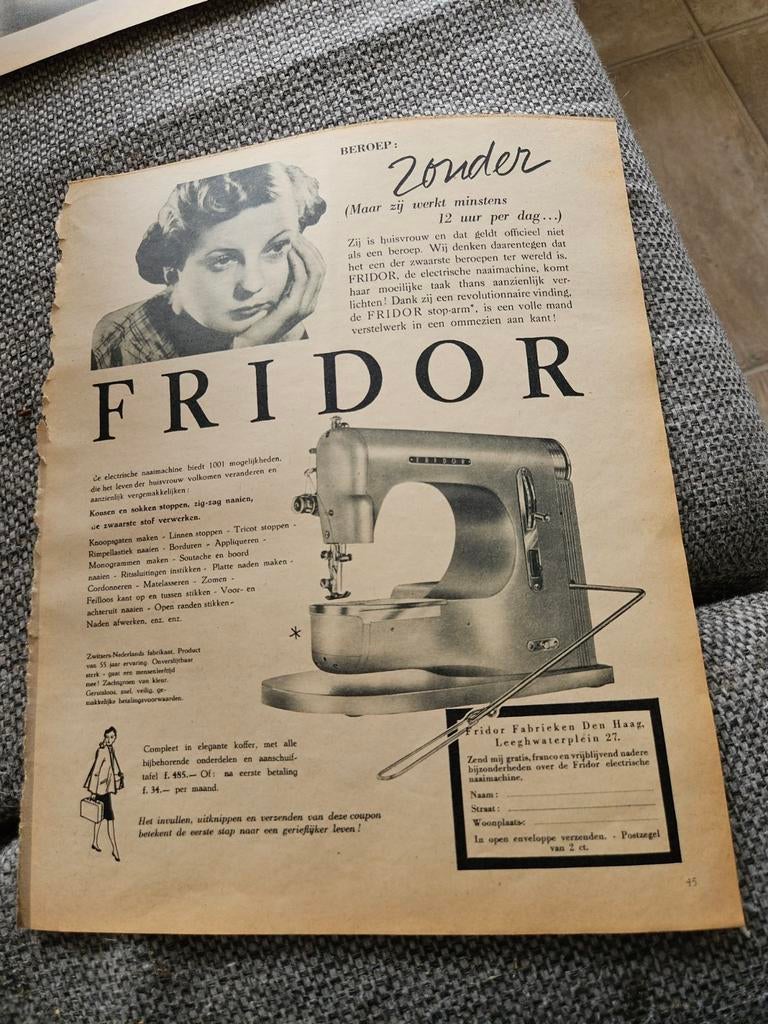 BEROEP:
Zonder
(Maar zij werkt minstens
12 uur per dag...)
Zij is huisvrouw en dat geldt officieel niet
als een beroep. Wij denken daarentegen dat
het een der zwaarste beroepen ter wereld is.
FRIDOR, de electrische naaimachine, komt
haar moeilijke taak thans aanzienlijk ver-
lichten! Dank zij een revolutionnaire vinding,
de FRIDOR stop-arm*, is een volle mand
verstelwerk in een ommezien aan kant!
FRIDOR
de electrische naaimachine biedt 1001 mogelijkheden,
die het leven der huisvrouw volkomen veranderen en
aanzienlijk vergemakkelijken:
Kousen en sokken stoppen, zig-zag naaien,
de zwaarste stof verwerken.
Knoopsgaten maken - Linnen stoppen - Tricot stoppen -
Rimpellastiek naaien - Borduren - Appliqueren -
Monogrammen maken - Soutache en boord
naaien - Ritssluitingen instikken - Platte naden maken -
Cordonneren - Matelasseren - Zomen -
Feilloos kant op en tussen stikken - Voor- en
achteruit naaien - Open randen stikken -
Naden afwerken, enz. enz.
FRIDOR
*
Zwitsers-Nederlands fabrikaat. Product
van 55 jaar ervaring. Onverslijtbaar
sterk - gaat een mensenleeftijd
mee! Zachtgroen van kleur.
Geruisloos, snel, veilig, ge-
makkelijke betalingsvoorwaarden.
Compleet in elegante koffer, met alle
bijbehorende onderdelen en aanschuif-
tafel f. 485.— Of: na eerste betaling
f. 34.— per maand.
Het invullen, uitknippen en verzenden van deze coupon
betekent de eerste stap naar een gerieflijker leven!
Fridor Fabrieken Den Haag,
Leeghwaterplein 27.
Zend mij gratis, franco en vrijblijvend nadere
bijzonderheden over de Fridor electrische
naaimachine.
Naam:
Straat:
Woonplaats:
In open enveloppe verzenden. - Postzegel
van 2 ct.
45